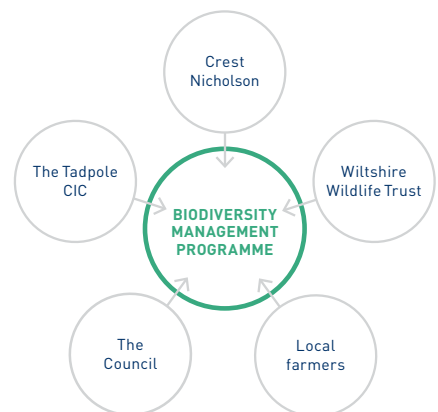 Crest
Nicholson
The Tadpole
CIC
Wiltshire
Wildlife Trust
BIODIVERSITY
MANAGEMENT
PROGRAMME
The
Council
Local
farmers